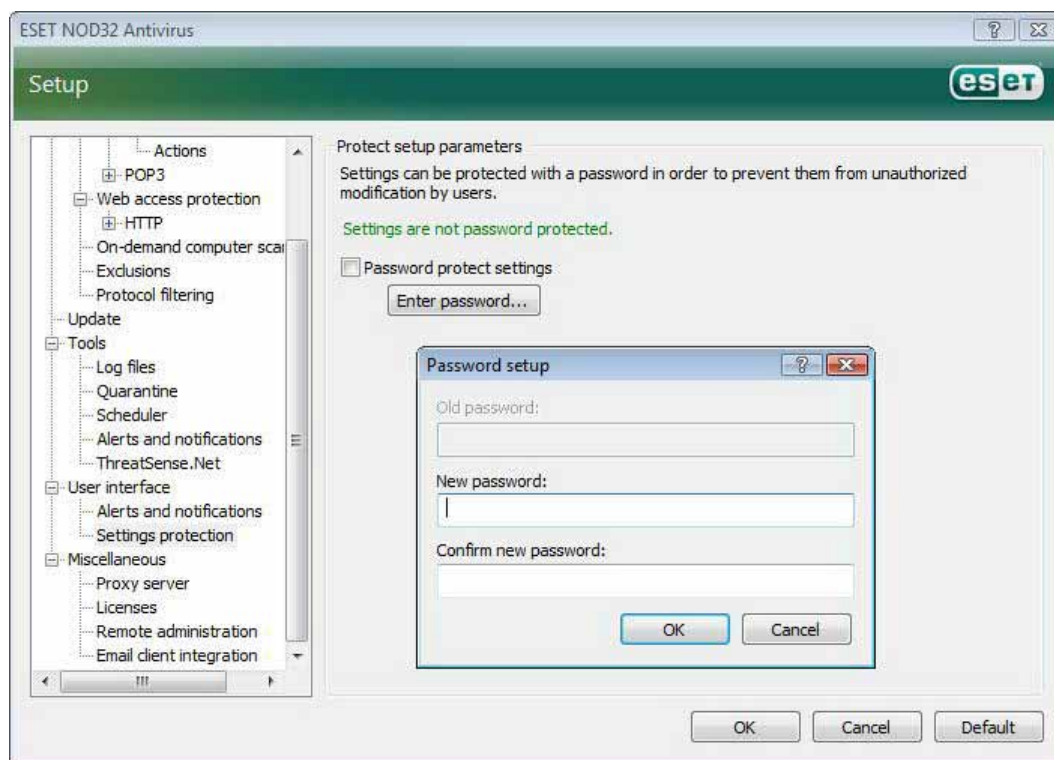 ESET NOD32 Antivirus
Setup
eseT
Actions
POP3
Web access protection
HTTP
On-demand computer scar
Exclusions
Protocol filtering
Update
Tools
Log files
Quarantine
Scheduler
Alerts and notifications
ThreatSense.Net
User interface
Alerts and notifications
Settings protection
Miscellaneous
Proxy server
Licenses
Remote administration
Email client integration
Protect setup parameters
Settings can be protected with a password in order to prevent them from unauthorized
modification by users.
Settings are not password protected.
Password protect settings
Enter password...
Password setup
Old password:
New password:
Confirm new password:
OK
Cancel
OK
Cancel
Default